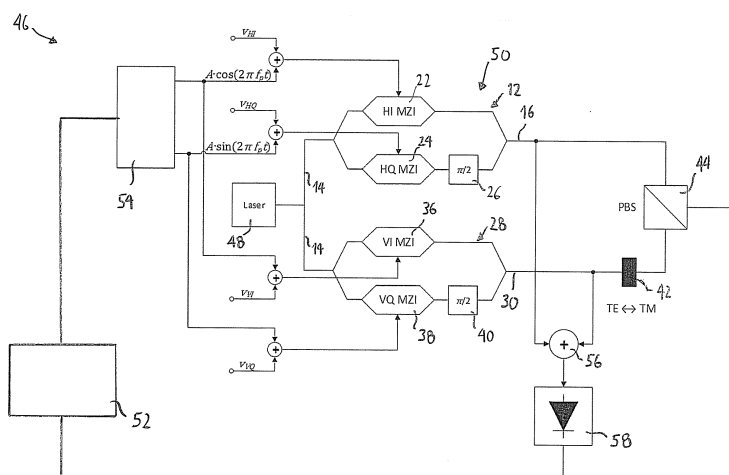 46
V_HI
50
A·cos(2πf_pt)
22
12
HI MZI
16
V_HQ
A·sin(2πf_pt)
24
HQ MZI
π/2
26
54
14
44
PBS
Laser
48
36
28
14
VI MZI
V_VI
VQ MZI
π/2
30
42
38
40
TE ↔ TM
V_VQ
+
56
52
58